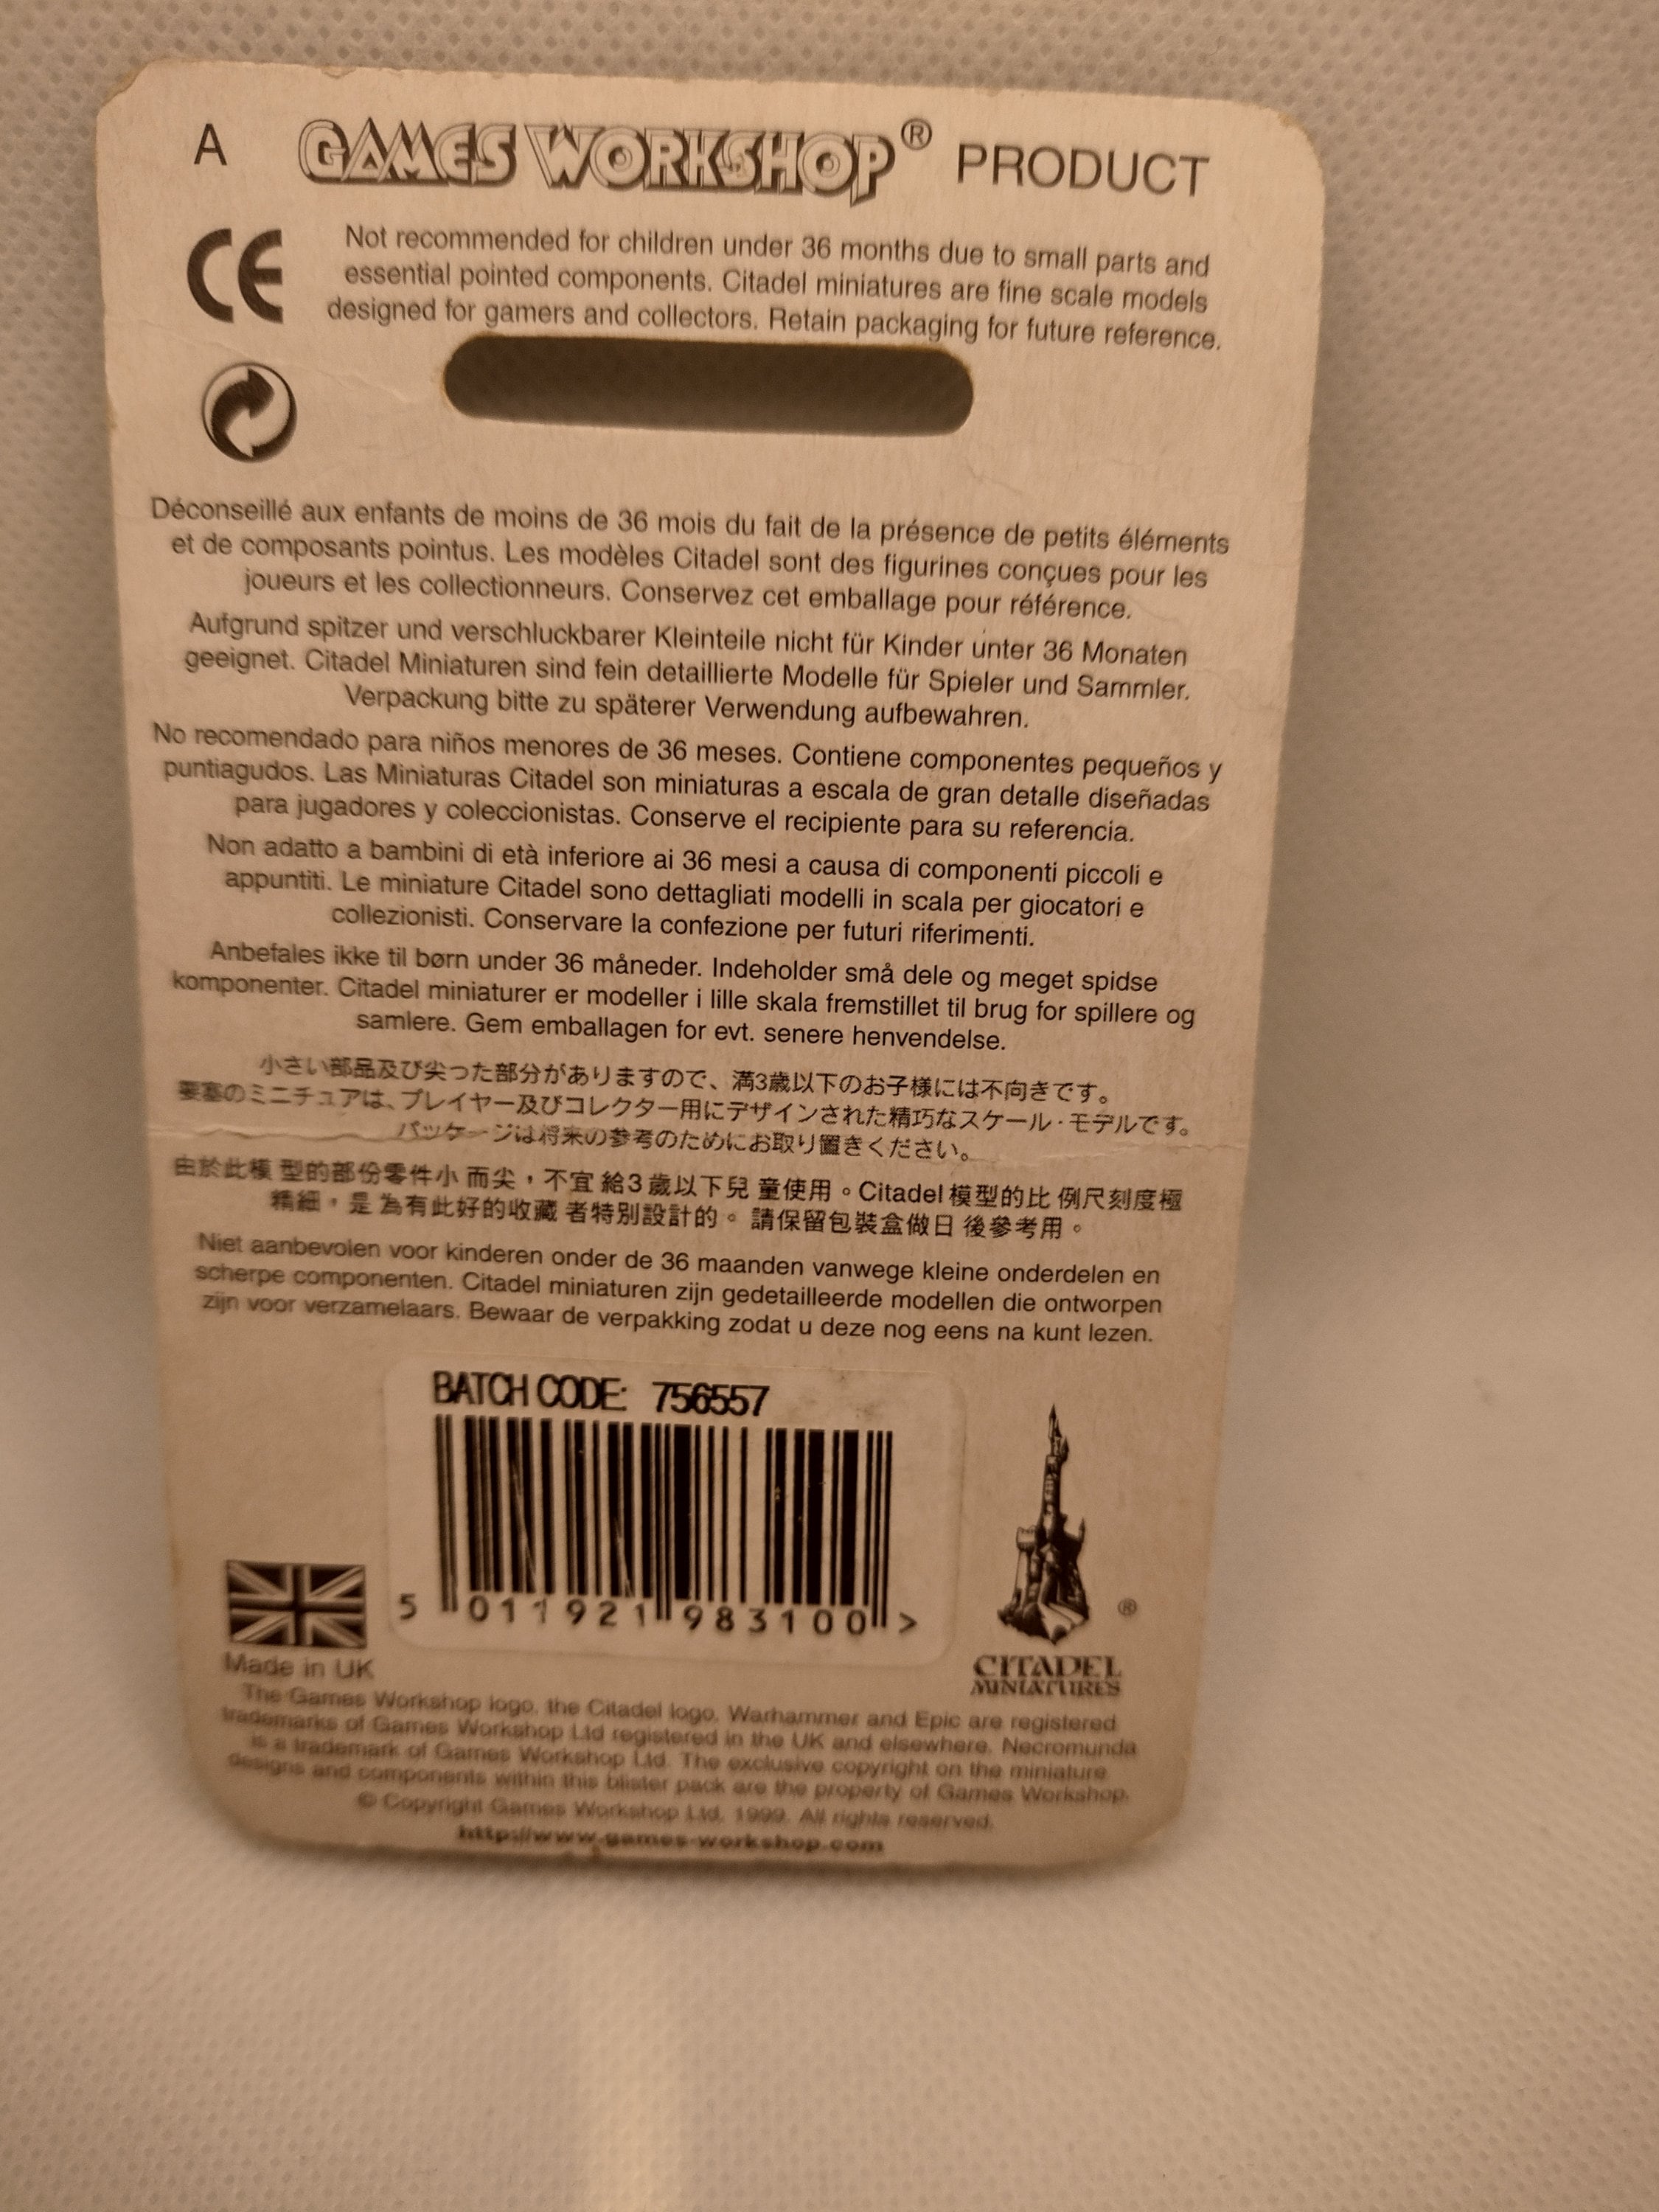 A GAMES WORKSHOP® PRODUCT
CE
Not recommended for children under 36 months due to small parts and
essential pointed components. Citadel miniatures are fine scale models
designed for gamers and collectors. Retain packaging for future reference.
Déconseillé aux enfants de moins de 36 mois du fait de la présence de petits éléments
et de composants pointus. Les modèles Citadel sont des figurines conçues pour les
joueurs et les collectionneurs. Conservez cet emballage pour référence.
Aufgrund spitzer und verschluckbarer Kleinteile nicht für Kinder unter 36 Monaten
geeignet. Citadel Miniaturen sind fein detaillierte Modelle für Spieler und Sammler.
Verpackung bitte zu späterer Verwendung aufbewahren.
No recomendado para niños menores de 36 meses. Contiene componentes pequeños y
puntiagudos. Las Miniaturas Citadel son miniaturas a escala de gran detalle diseñadas
para jugadores y coleccionistas. Conserve el recipiente para su referencia.
Non adatto a bambini di età inferiore ai 36 mesi a causa di componenti piccoli e
appuntiti. Le miniature Citadel sono dettagliati modelli in scala per giocatori e
collezionisti. Conservare la confezione per futuri riferimenti.
Anbefales ikke til børn under 36 måneder. Indeholder små dele og meget spidse
komponenter. Citadel miniaturer er modeller i lille skala fremstillet til brug for spillere og
samlere. Gem emballagen for evt. senere henvendelse.
小さい部品及び尖った部分がありますので、満3歳以下のお子様には不向きです。
要塞のミニチュアは、プレイヤー及びコレクター用にデザインされた精巧なスケール・モデルです。
パッケージは将来の参考のためにお取り置きください。
由於此模 型的部份零件小 而尖，不宜 給3 歲以下兒 童使用。Citadel 模型的比 例尺刻度極
精細，是 為有此好的收藏 者特別設計的。 請保留包裝盒做日 後參考用。
Niet aanbevolen voor kinderen onder de 36 maanden vanwege kleine onderdelen en
scherpe componenten. Citadel miniaturen zijn gedetailleerde modellen die ontworpen
zijn voor verzamelaars. Bewaar de verpakking zodat u deze nog eens na kunt lezen.
BATCH CODE: 756557
5 011921 983100 >
®
CITADEL
MINIATURES
Made in UK
The Games Workshop logo, the Citadel logo, Warhammer and Epic are registered
trademarks of Games Workshop Ltd registered in the UK and elsewhere. Necromunda
is a trademark of Games Workshop Ltd. The exclusive copyright on the miniature
designs and components within this blister pack are the property of Games Workshop.
© Copyright Games Workshop Ltd, 1999. All rights reserved.
http://www.games-workshop.com